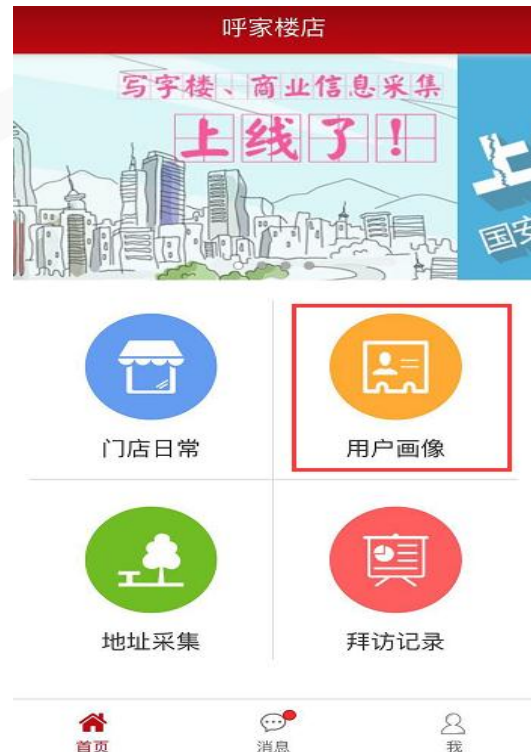 呼家楼店
写字楼、商业信息采集
上线了！
上
国安
门店日常
用户画像
地址采集
拜访记录
首页
消息
我